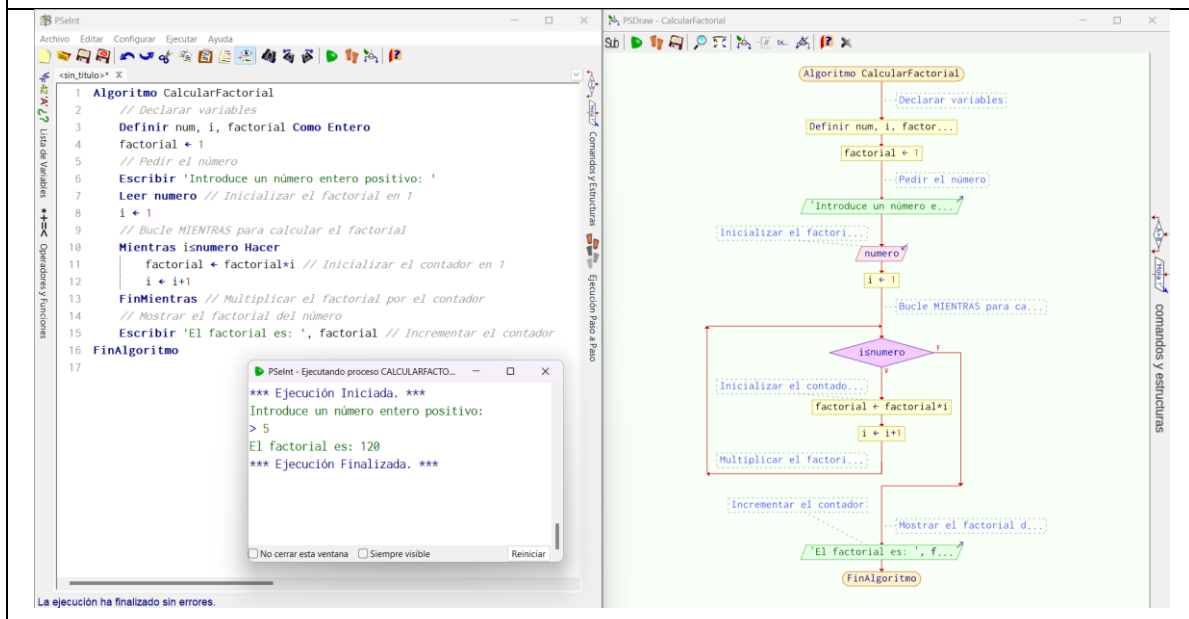 PSeInt
Archivo Editar Configurar Ejecutar Ayuda
<sin_titulo>* X
1 Algoritmo CalcularFactorial
2 // Declarar variables
3 Definir num, i, factorial Como Entero
4 factorial ← 1
5 // Pedir el número
6 Escribir 'Introduce un número entero positivo: '
7 Leer numero // Inicializar el factorial en 1
8 i ← 1
9 // Bucle MIENTRAS para calcular el factorial
10 Mientras i≤numero Hacer
11 factorial ← factorial*i // Inicializar el contador en 1
12 i ← i+1
13 FinMientras // Multiplicar el factorial por el contador
14 // Mostrar el factorial del número
15 Escribir 'El factorial es: ', factorial // Incrementar el contador
16 FinAlgoritmo
17
Lista de Variables
Operadores y Funciones
Comandos y Estructuras
Ejecución Paso a Paso
PSeInt - Ejecutando proceso CALCULARFACTO...
*** Ejecución Iniciada. ***
Introduce un número entero positivo:
> 5
El factorial es: 120
*** Ejecución Finalizada. ***
No cerrar esta ventana Siempre visible Reiniciar
La ejecución ha finalizado sin errores.
PSDraw - CalcularFactorial
Sub
Algoritmo CalcularFactorial
Declarar variables
Definir num, i, factor...
factorial ← 1
Pedir el número
'Introduce un número e...
Inicializar el factori...
numero
i ← 1
Bucle MIENTRAS para ca...
i≤numero
F
V
Inicializar el contado...
factorial ← factorial*i
i ← i+1
Multiplicar el factori...
Incrementar el contador
Mostrar el factorial d...
'El factorial es: ', f...
FinAlgoritmo
comandos y estructuras